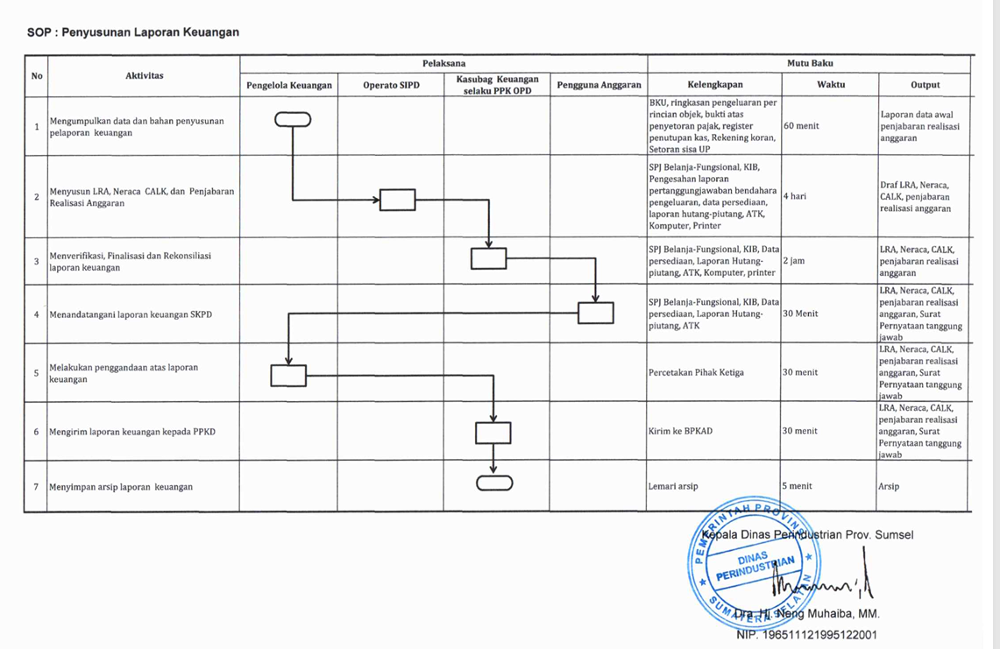 SOP : Penyusunan Laporan Keuangan
No
Aktivitas
Pelaksana
Mutu Baku
Pengelola Keuangan
Operato SIPD
Kasubag Keuangan
selaku PPK OPD
Pengguna Anggaran
Kelengkapan
Waktu
Output
1
Mengumpulkan data dan bahan penyusunan
pelaporan keuangan
BKU, ringkasan pengeluaran per
rincian objek, bukti atas
penyetoran pajak, register
penutupan kas, Rekening koran,
Setoran sisa UP
60 menit
Laporan data awal
penjabaran realisasi
anggaran
2
Menyusun LRA, Neraca CALK, dan Penjabaran
Realisasi Anggaran
SPJ Belanja-Fungsional, KIB,
Pengesahan laporan
pertanggungjawaban bendahara
pengeluaran, data persediaan,
laporan hutang-piutang, ATK,
Komputer, Printer
4 hari
Draf LRA, Neraca,
CALK, penjabaran
realisasi anggaran
3
Menverifikasi, Finalisasi dan Rekonsiliasi
laporan keuangan
SPJ Belanja-Fungsional, KIB, Data
persediaan, Laporan Hutang-
piutang, ATK, Komputer, printer
2 jam
LRA, Neraca, CALK,
penjabaran realisasi
anggaran
4
Menandatangani laporan keuangan SKPD
SPJ Belanja-Fungsional, KIB, Data
persediaan, Laporan Hutang-
piutang, ATK
30 Menit
LRA, Neraca, CALK,
penjabaran realisasi
anggaran, Surat
Pernyataan tanggung
jawab
5
Melakukan penggandaan atas laporan
keuangan
Percetakan Pihak Ketiga
30 menit
LRA, Neraca, CALK,
penjabaran realisasi
anggaran, Surat
Pernyataan tanggung
jawab
6
Mengirim laporan keuangan kepada PPKD
Kirim ke BPKAD
30 menit
LRA, Neraca, CALK,
penjabaran realisasi
anggaran, Surat
Pernyataan tanggung
jawab
7
Menyimpan arsip laporan keuangan
Lemari arsip
5 menit
Arsip
Kepala Dinas Perindustrian Prov. Sumsel
PEMERINTAH PROVINSI
DINAS
PERINDUSTRIAN
SUMATERA SELATAN
Dra. Hj. Neng Muhaiba, MM.
NIP. 196511121995122001